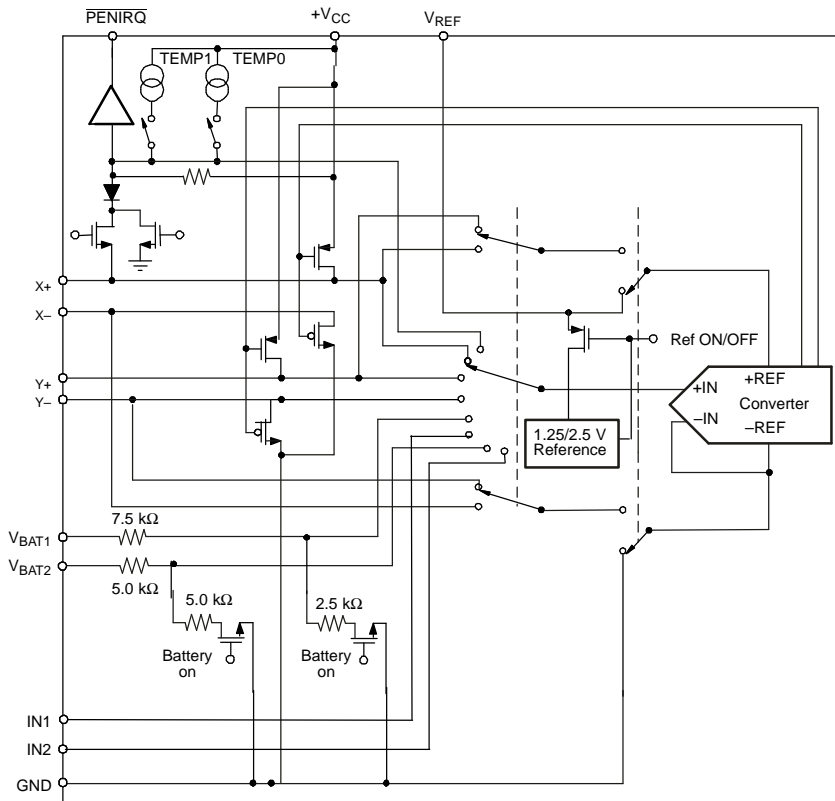 PENIRQ
+VCC
VREF
TEMP1
TEMP0
X+
X−
Y+
Y−
Ref ON/OFF
+IN
+REF
Converter
−IN
−REF
1.25/2.5 V
Reference
7.5 kΩ
VBAT1
VBAT2
5.0 kΩ
5.0 kΩ
2.5 kΩ
Battery
on
Battery
on
IN1
IN2
GND